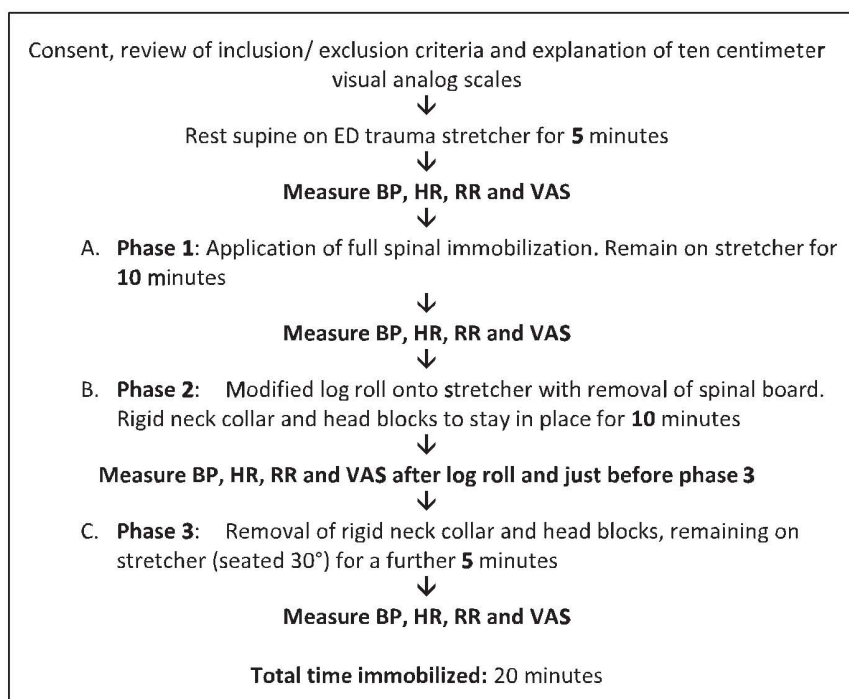 Consent, review of inclusion/ exclusion criteria and explanation of ten centimeter
visual analog scales
↓
Rest supine on ED trauma stretcher for 5 minutes
↓
Measure BP, HR, RR and VAS
↓
A. Phase 1: Application of full spinal immobilization. Remain on stretcher for
10 minutes
↓
Measure BP, HR, RR and VAS
↓
B. Phase 2: Modified log roll onto stretcher with removal of spinal board.
Rigid neck collar and head blocks to stay in place for 10 minutes
↓
Measure BP, HR, RR and VAS after log roll and just before phase 3
↓
C. Phase 3: Removal of rigid neck collar and head blocks, remaining on
stretcher (seated 30°) for a further 5 minutes
↓
Measure BP, HR, RR and VAS
Total time immobilized: 20 minutes